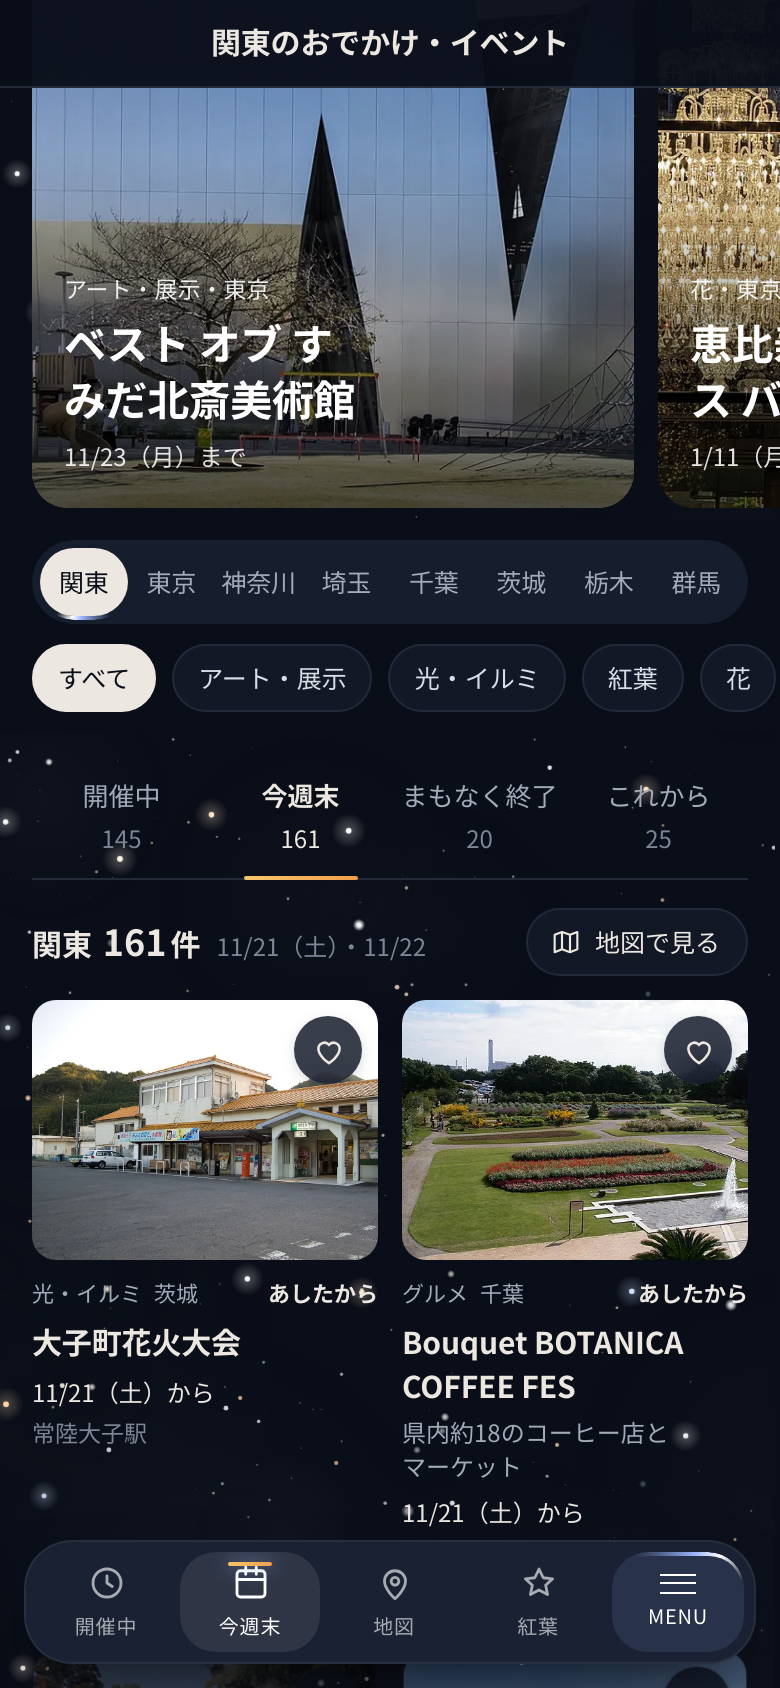 関東のおでかけ・イベント
アート・展示・東京
ベスト オブ す
みだ北斎美術館
11/23（月）まで
花・東京
恵比
ス バ
1/11（月
関東 東京 神奈川 埼玉 千葉 茨城 栃木 群馬
すべて アート・展示 光・イルミ 紅葉 花
開催中 今週末 まもなく終了 これから
145 161 20 25
関東 161件 11/21（土）・11/22
地図で見る
光・イルミ 茨城 あしたから
大子町花火大会
11/21（土）から
常陸大子駅
グルメ 千葉 あしたから
Bouquet BOTANICA
COFFEE FES
県内約18のコーヒー店と
マーケット
11/21（土）から
開催中 今週末 地図 紅葉 MENU